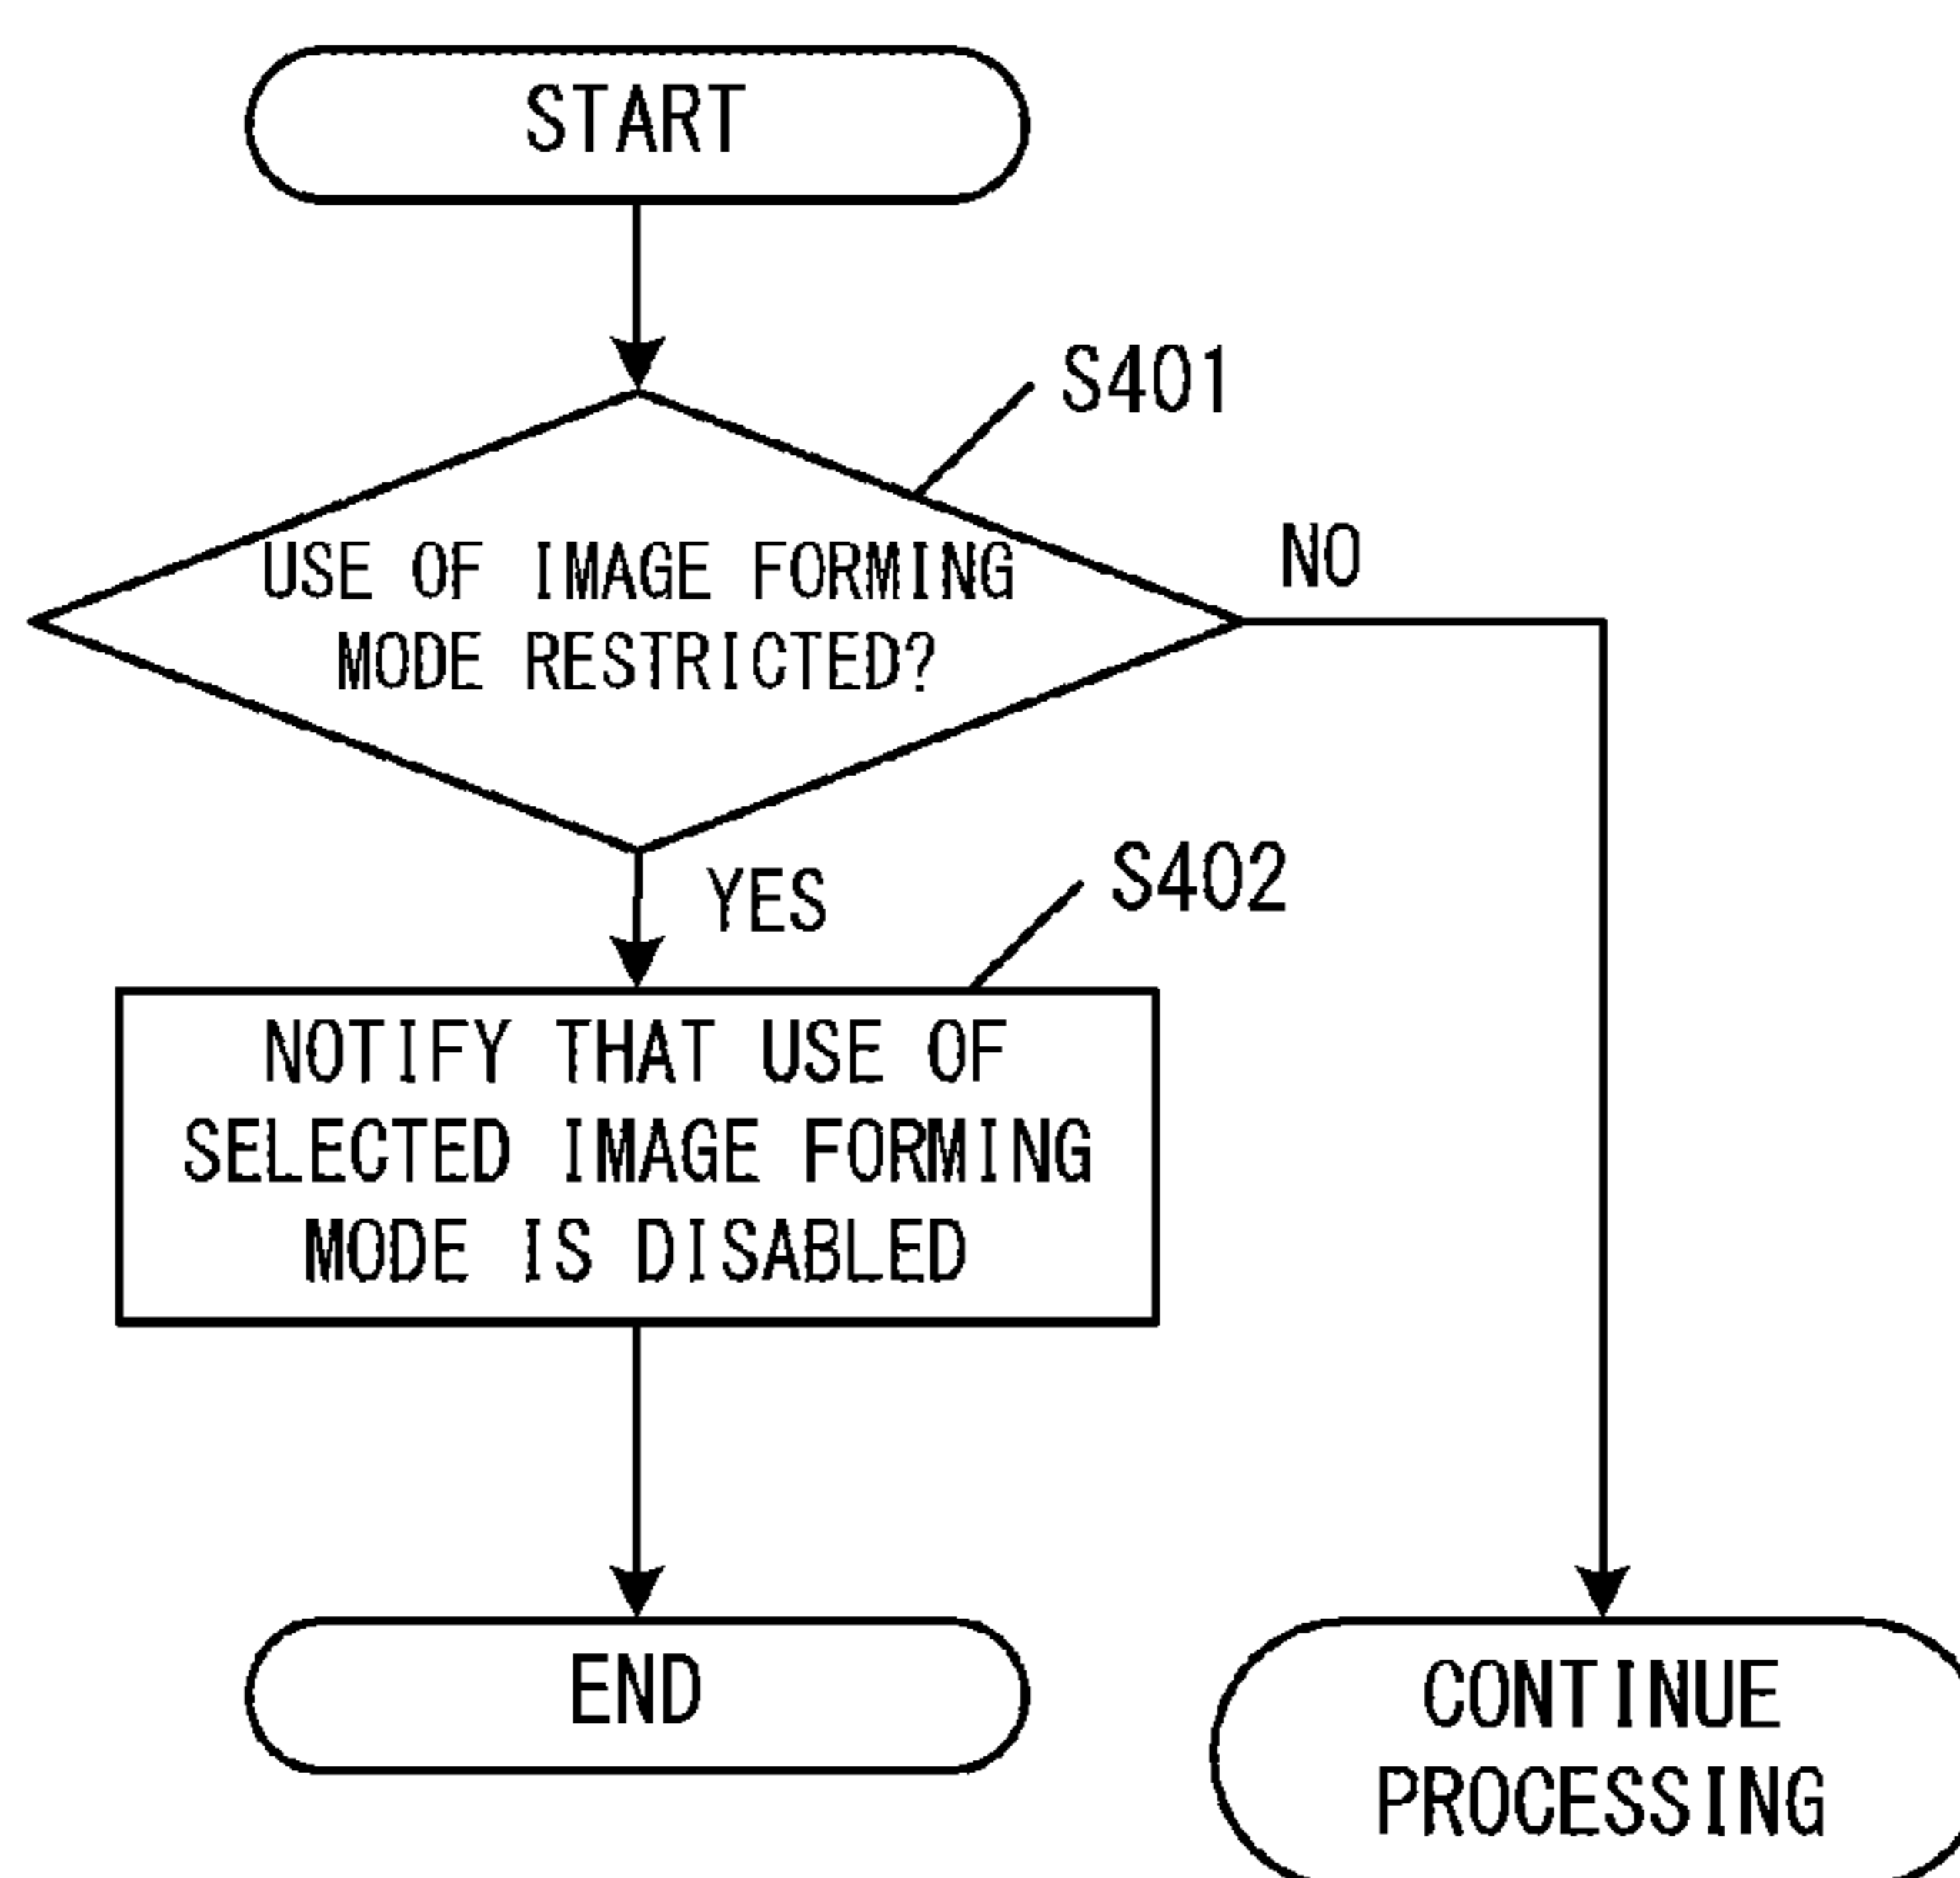 START
S401
USE OF IMAGE FORMING
MODE RESTRICTED?
NO
YES
S402
NOTIFY THAT USE OF
SELECTED IMAGE FORMING
MODE IS DISABLED
END
CONTINUE
PROCESSING